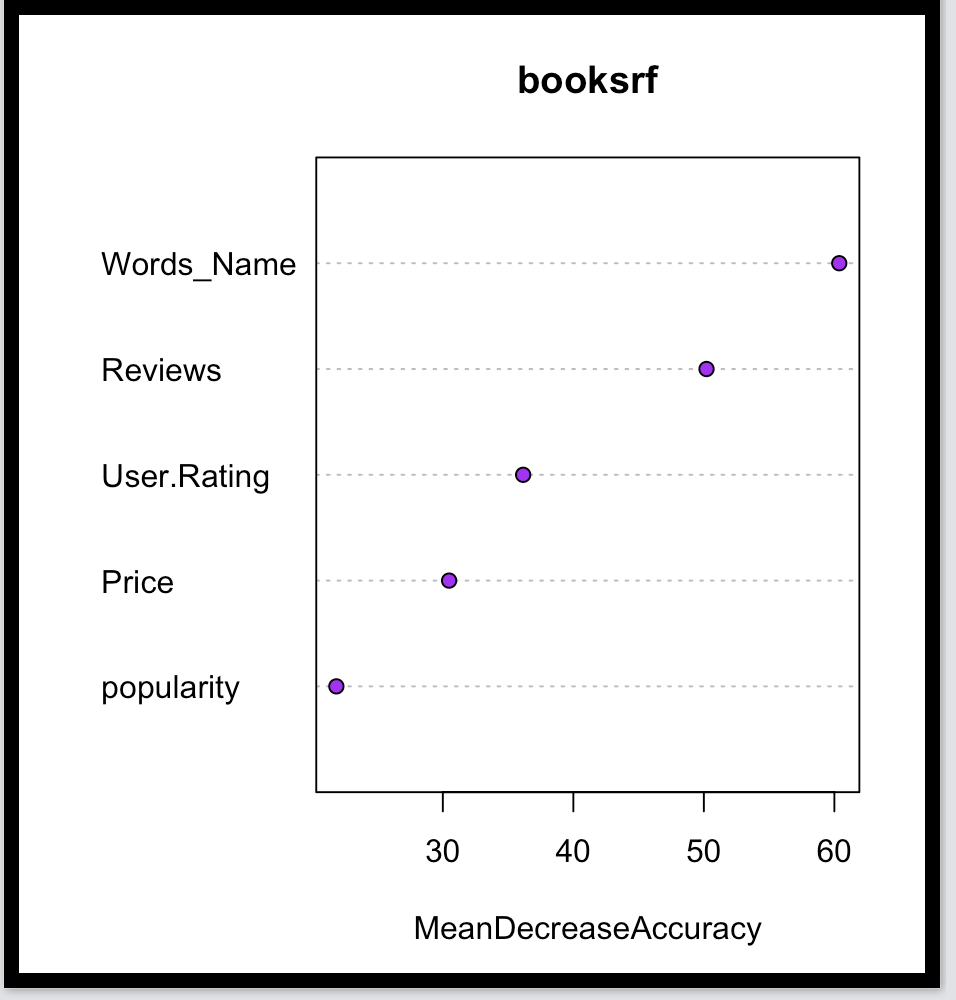 booksrf
Words_Name
Reviews
User.Rating
Price
popularity
30 40 50 60
MeanDecreaseAccuracy